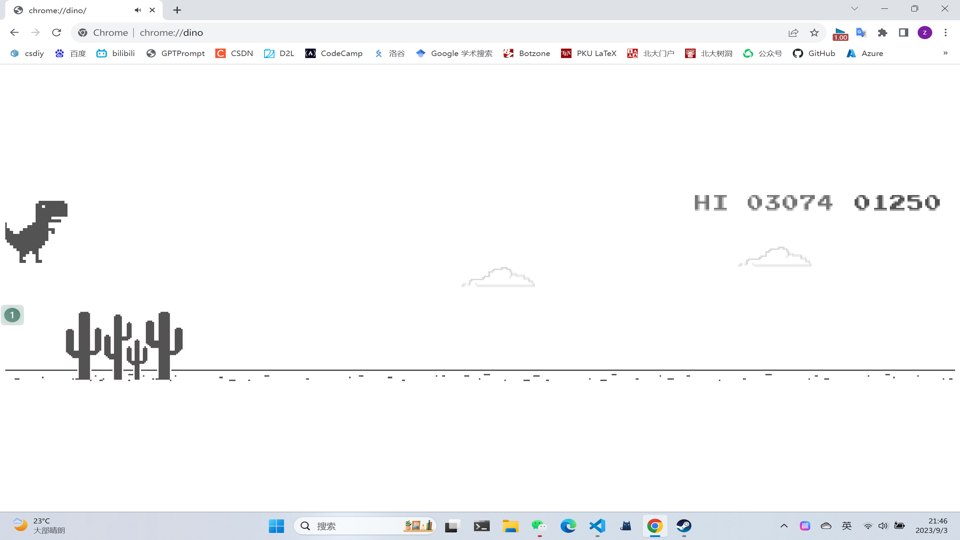 chrome://dino/
Chrome | chrome://dino
1.00
z
csdiy 百度 bilibili GPTPrompt CSDN D2L CodeCamp 洛谷 Google 学术搜索 Botzone PKU LaTeX 北大门户 北大树洞 公众号 GitHub Azure »
HI 03074 01250
1
23°C
大部晴朗
搜索
英
21:46
2023/9/3